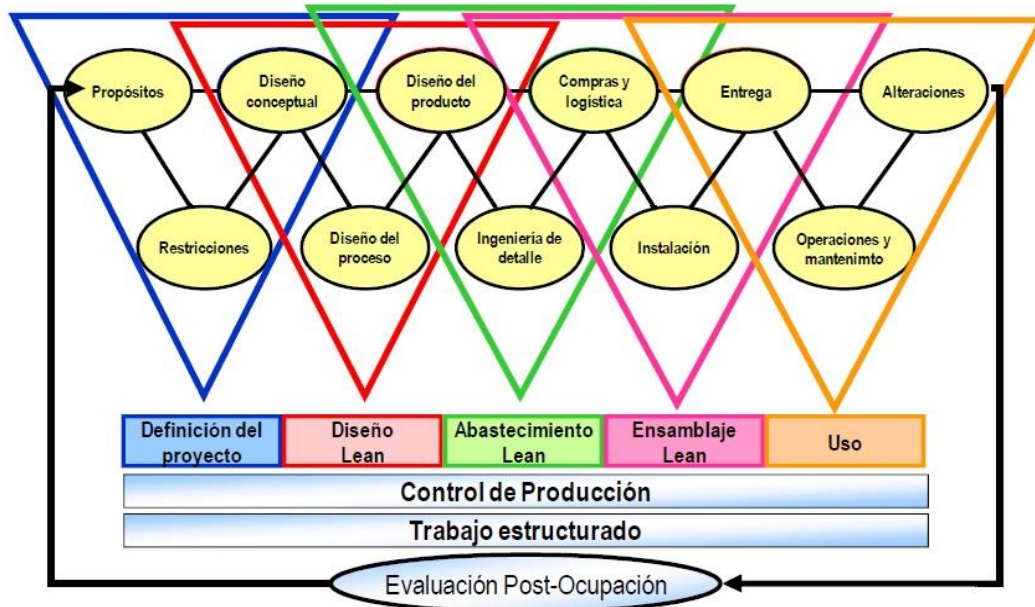 Propósitos
Diseño
conceptual
Diseño del
producto
Compras y
logística
Entrega
Alteraciones
Restricciones
Diseño del
proceso
Ingeniería de
detalle
Instalación
Operaciones y
mantenimto
Definición del
proyecto
Diseño
Lean
Abastecimiento
Lean
Ensamblaje
Lean
Uso
Control de Producción
Trabajo estructurado
Evaluación Post-Ocupación